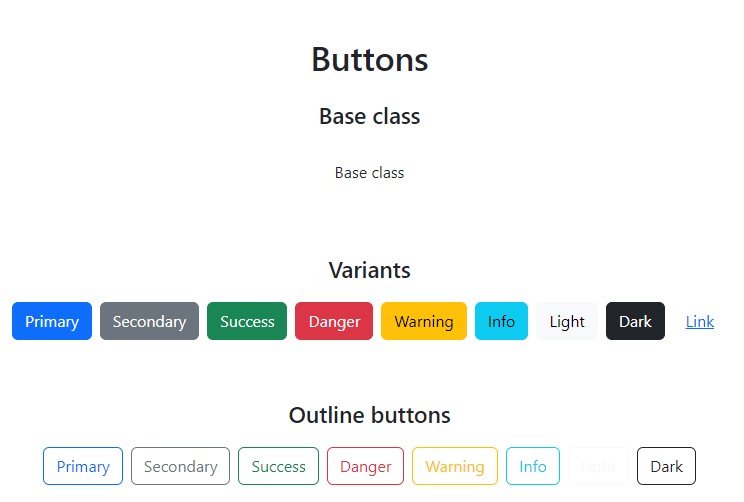 Buttons
Base class
Base class
Variants
Primary Secondary Success Danger Warning Info Light Dark Link
Outline buttons
Primary Secondary Success Danger Warning Info Light Dark